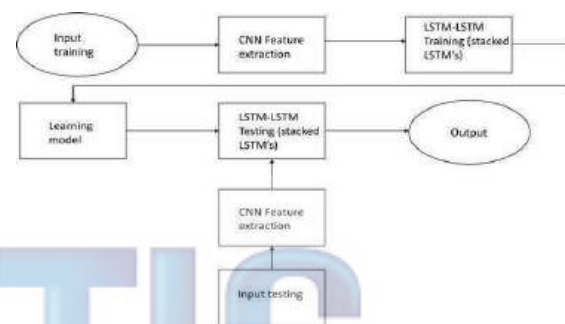 Input
training
CNN Feature
extraction
LSTM-LSTM
Training (stacked
LSTM's)
Learning
model
LSTM-LSTM
Testing (stacked
LSTM's)
Output
CNN Feature
extraction
Input testing
TIC